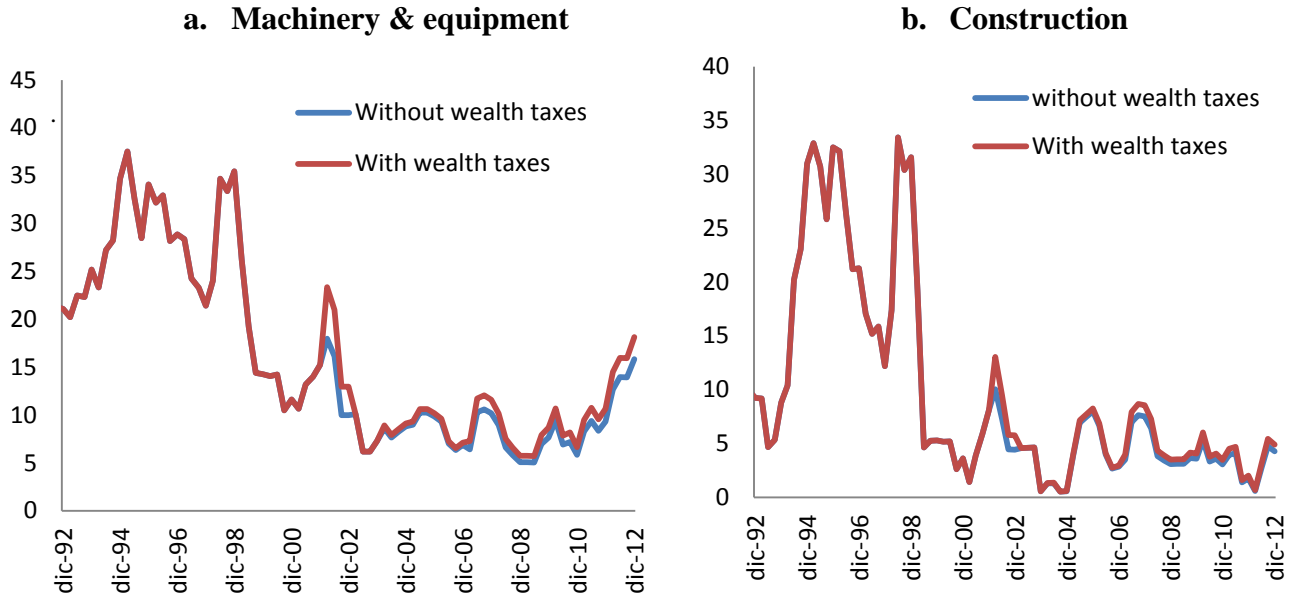 a. Machinery & equipment
45
40
35
30
25
20
15
10
5
0
Without wealth taxes
With wealth taxes
dic-92
dic-94
dic-96
dic-98
dic-00
dic-02
dic-04
dic-06
dic-08
dic-10
dic-12
b. Construction
40
35
30
25
20
15
10
5
0
without wealth taxes
With wealth taxes
dic-92
dic-94
dic-96
dic-98
dic-00
dic-02
dic-04
dic-06
dic-08
dic-10
dic-12